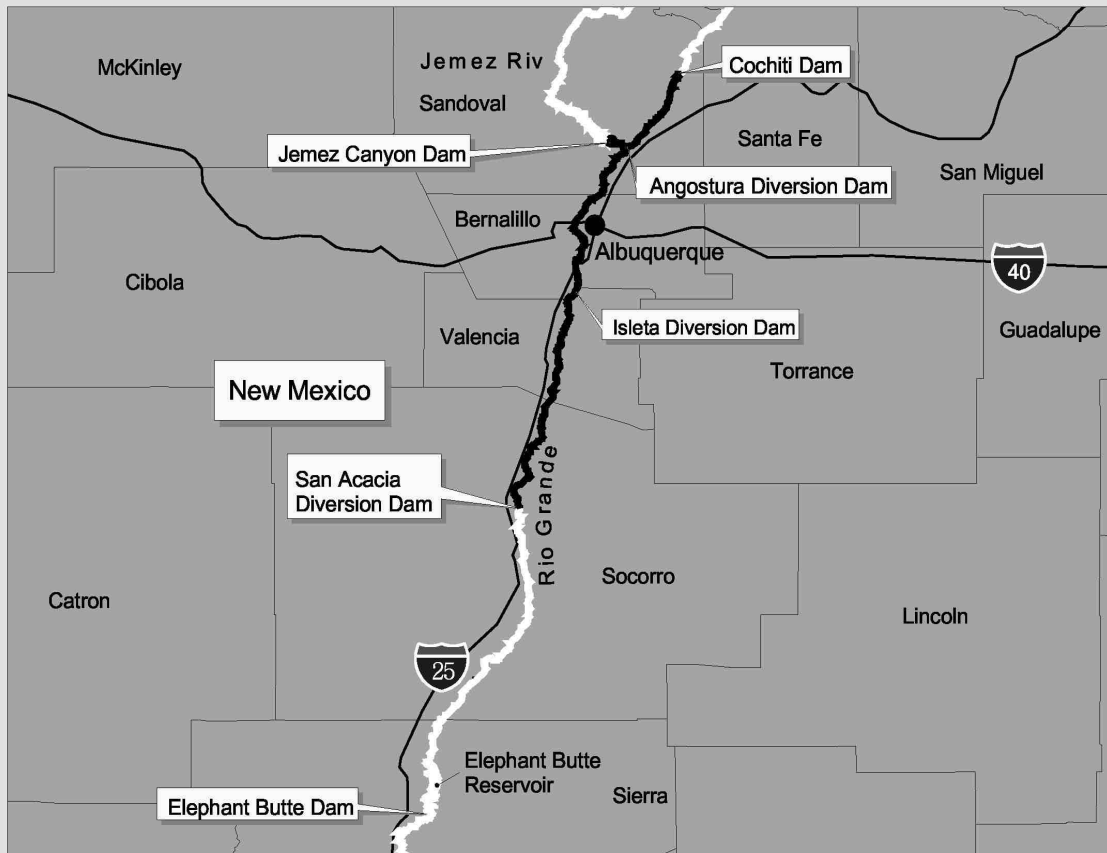 McKinley
Jemez Riv
Cochiti Dam
Sandoval
Santa Fe
Jemez Canyon Dam
San Miguel
Angostura Diversion Dam
Bernalillo
Albuquerque
40
Cibola
Isleta Diversion Dam
Valencia
Guadalupe
Torrance
New Mexico
San Acacia
Diversion Dam
Rio Grande
Socorro
Catron
Lincoln
25
Elephant Butte
Reservoir
Sierra
Elephant Butte Dam